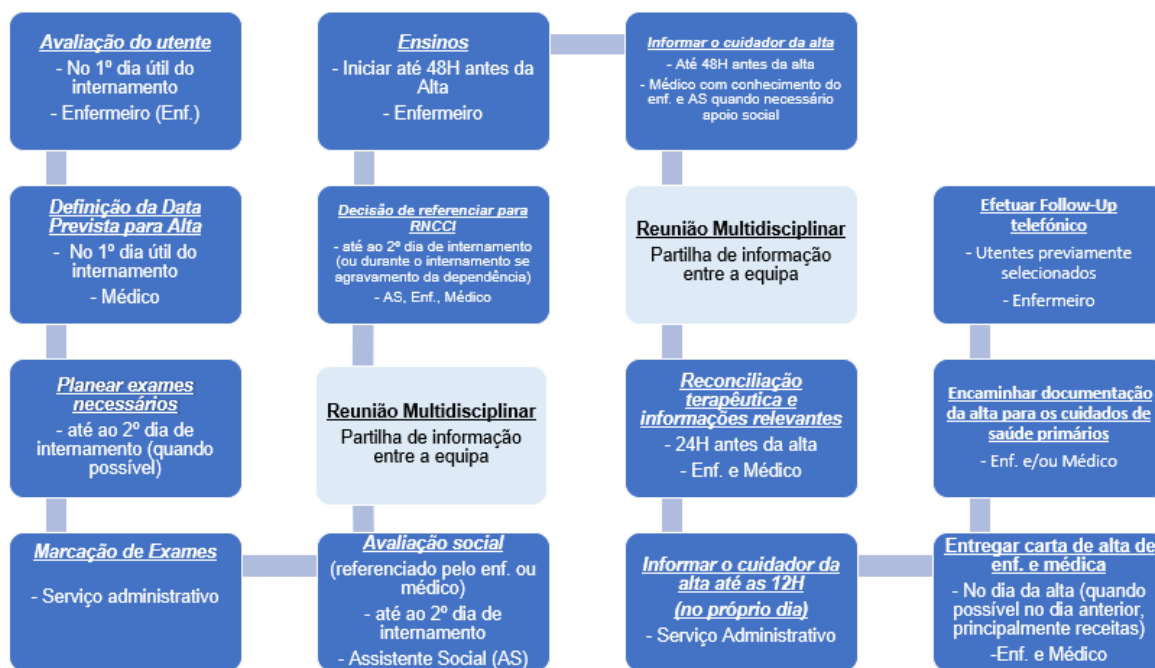 Avaliação do utente
- No 1º dia útil do
internamento
- Enfermeiro (Enf.)
Definição da Data
Prevista para Alta
- No 1º dia útil do
internamento
- Médico
Planear exames
necessários
- até ao 2º dia de
internamento (quando
possível)
Marcação de Exames
- Serviço administrativo
Avaliação social
(referenciado pelo enf. ou
médico)
- até ao 2º dia de
internamento
- Assistente Social (AS)
Reunião Multidisciplinar
Partilha de informação
entre a equipa
Decisão de referenciar para
RNCCI
- até ao 2º dia de internamento
(ou durante o internamento se
agravamento da dependência)
- AS, Enf., Médico
Ensinos
- Iniciar até 48H antes da
Alta
- Enfermeiro
Informar o cuidador da alta
- Até 48H antes da alta
- Médico com conhecimento do
enf. e AS quando necessário
apoio social
Reunião Multidisciplinar
Partilha de informação
entre a equipa
Reconciliação
terapêutica e
informações relevantes
- 24H antes da alta
- Enf. e Médico
Informar o cuidador da
alta até as 12H
(no próprio dia)
- Serviço Administrativo
Entregar carta de alta de
enf. e médica
- No dia da alta (quando
possível no dia anterior,
principalmente receitas)
-Enf. e Médico
Encaminhar documentação
da alta para os cuidados de
saúde primários
- Enf. e/ou Médico
Efetuar Follow-Up
telefónico
- Utentes previamente
selecionados
- Enfermeiro